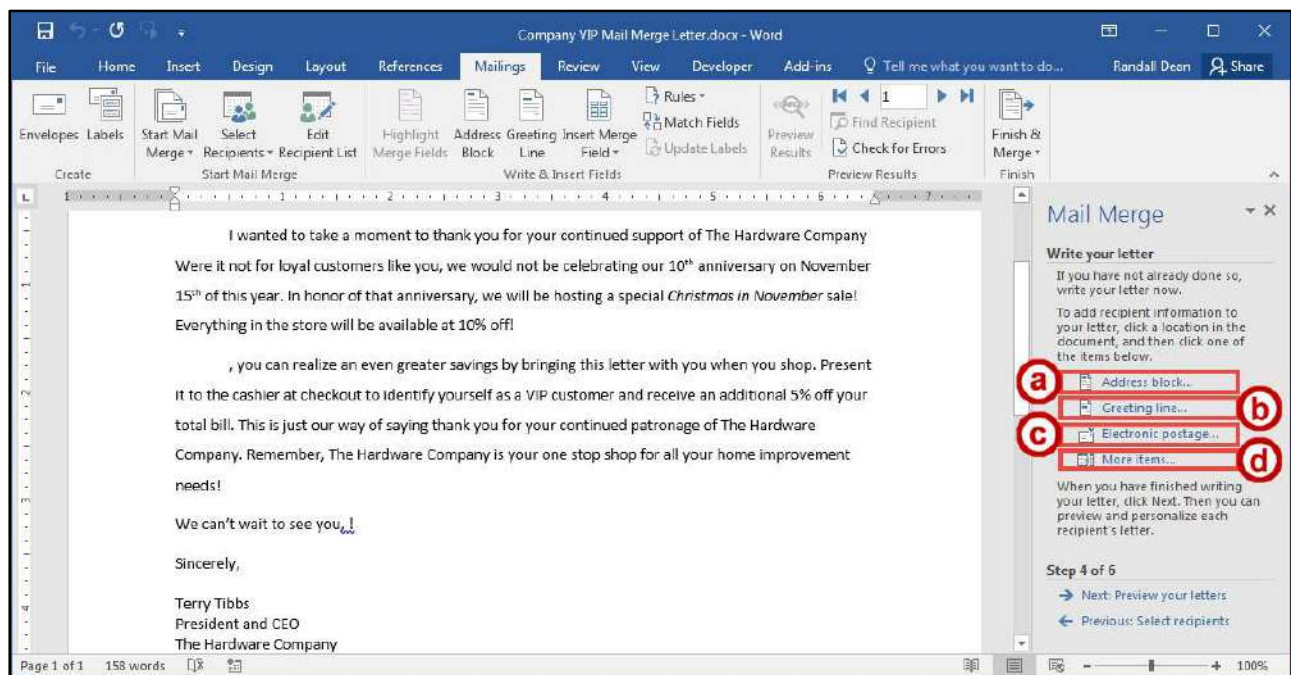 Company VIP Mail Merge Letter.docx - Word
File Home Insert Design Layout References Mailings Review View Developer Add-ins Tell me what you want to do... Randall Dean Share
Envelopes Labels Start Mail Merge Select Recipients Edit Recipient List Highlight Merge Fields Address Block Greeting Line Insert Merge Field Rules Match Fields Update Labels Preview Results 1 Find Recipient Check for Errors Finish & Merge
Create Start Mail Merge Write & Insert Fields Preview Results Finish
L 1 1 2 3 4 5 6 7
I wanted to take a moment to thank you for your continued support of The Hardware Company
Were it not for loyal customers like you, we would not be celebrating our 10th anniversary on November
15th of this year. In honor of that anniversary, we will be hosting a special Christmas in November sale!
Everything in the store will be available at 10% off!
, you can realize an even greater savings by bringing this letter with you when you shop. Present
it to the cashier at checkout to identify yourself as a VIP customer and receive an additional 5% off your
total bill. This is just our way of saying thank you for your continued patronage of The Hardware
Company. Remember, The Hardware Company is your one stop shop for all your home improvement
needs!
We can't wait to see you, !
Sincerely,
Terry Tibbs
President and CEO
The Hardware Company
1
2
3
4
Mail Merge
Write your letter
If you have not already done so,
write your letter now.
To add recipient information to
your letter, click a location in the
document, and then click one of
the items below.
a Address block...
Greeting line... b
c Electronic postage...
More items... d
When you have finished writing
your letter, click Next. Then you can
preview and personalize each
recipient's letter.
Step 4 of 6
Next: Preview your letters
Previous: Select recipients
Page 1 of 1 158 words 100%